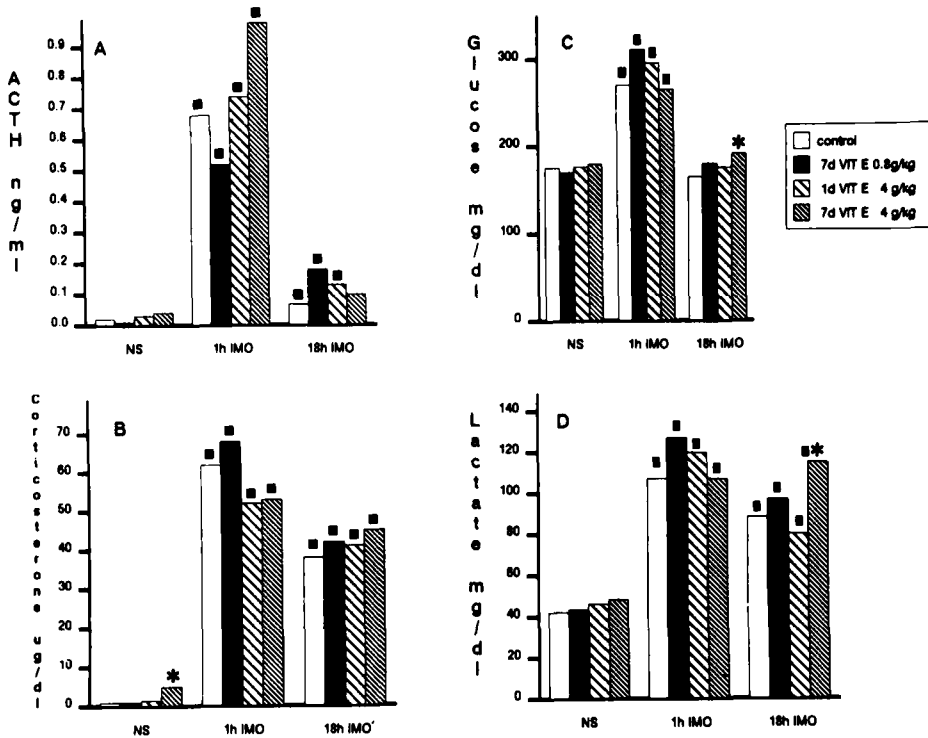 A
ACTH ng/ml
0.9
0.8
0.7
0.6
0.5
0.4
0.3
0.2
0.1
0.0
NS
1h IMO
18h IMO
C
Glucose mg/dl
300
200
100
0
NS
1h IMO
18h IMO
*
control
7d VIT E 0.8g/kg
1d VIT E 4 g/kg
7d VIT E 4 g/kg
B
Corticosterone ug/dl
70
60
50
40
30
20
10
0
*
NS
1h IMO
18h IMO'
D
Lactate mg/dl
140
120
100
80
60
40
20
0
*
NS
1h IMO
18h IMO